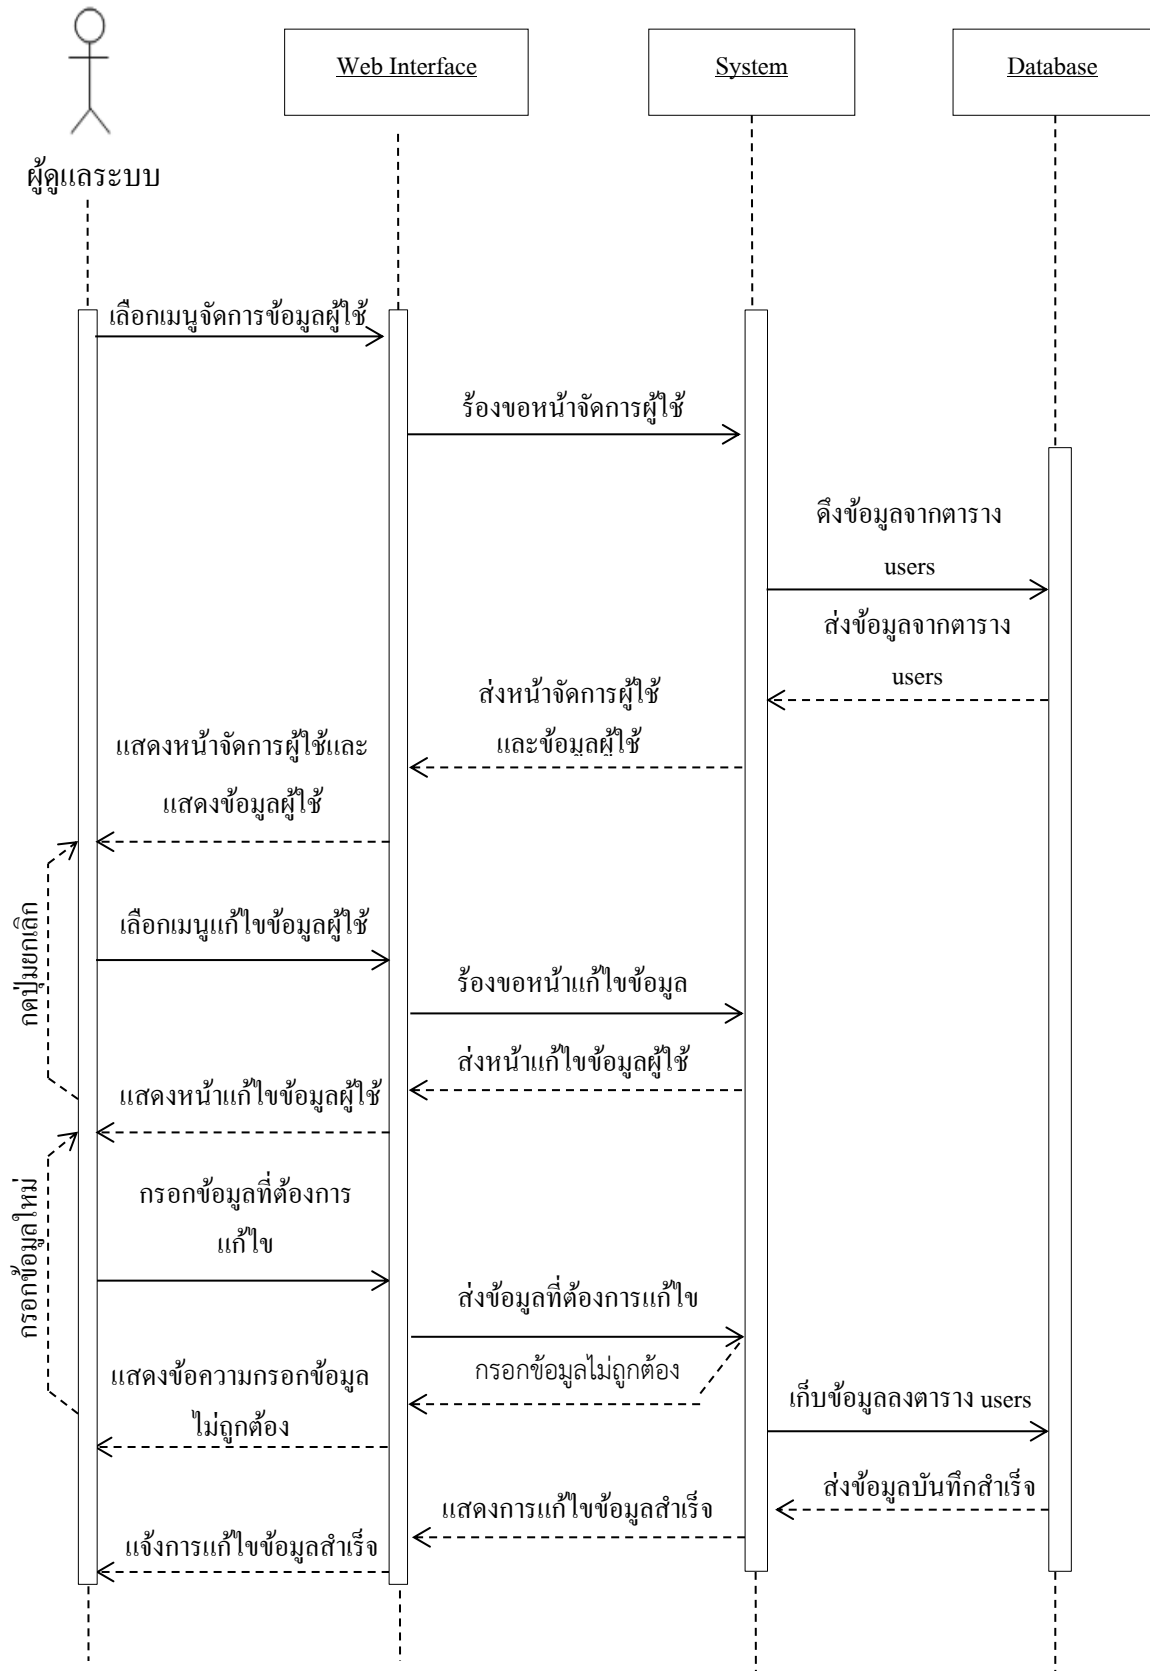 Web Interface
System
Database
ผู้ดูแลระบบ
เลือกเมนูจัดการข้อมูลผู้ใช้
ร้องขอหน้าจัดการผู้ใช้
ดึงข้อมูลจากตาราง
users
ส่งข้อมูลจากตาราง
users
ส่งหน้าจัดการผู้ใช้
และข้อมูลผู้ใช้
แสดงหน้าจัดการผู้ใช้และ
แสดงข้อมูลผู้ใช้
กดปุ่มยกเลิก
เลือกเมนูแก้ไขข้อมูลผู้ใช้
ร้องขอหน้าแก้ไขข้อมูล
ส่งหน้าแก้ไขข้อมูลผู้ใช้
แสดงหน้าแก้ไขข้อมูลผู้ใช้
กรอกข้อมูลใหม่
กรอกข้อมูลที่ต้องการ
แก้ไข
ส่งข้อมูลที่ต้องการแก้ไข
กรอกข้อมูลไม่ถูกต้อง
แสดงข้อความกรอกข้อมูล
ไม่ถูกต้อง
เก็บข้อมูลลงตาราง users
ส่งข้อมูลบันทึกสำเร็จ
แสดงการแก้ไขข้อมูลสำเร็จ
แจ้งการแก้ไขข้อมูลสำเร็จ